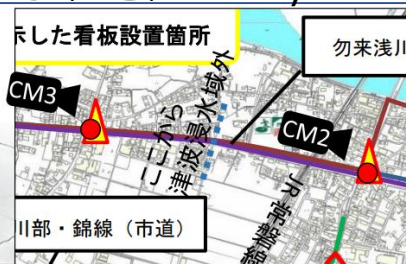 示した看板設置箇所
勿来浅川
CM3
ここから
津波浸水域外
CM2
JR常磐線
川部・錦線（市道）